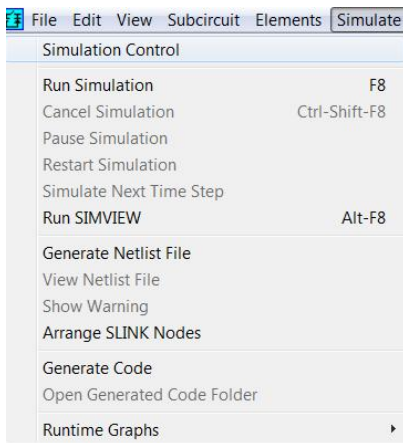 File Edit View Subcircuit Elements Simulate
Simulation Control
Run Simulation F8
Cancel Simulation Ctrl-Shift-F8
Pause Simulation
Restart Simulation
Simulate Next Time Step
Run SIMVIEW Alt-F8
Generate Netlist File
View Netlist File
Show Warning
Arrange SLINK Nodes
Generate Code
Open Generated Code Folder
Runtime Graphs